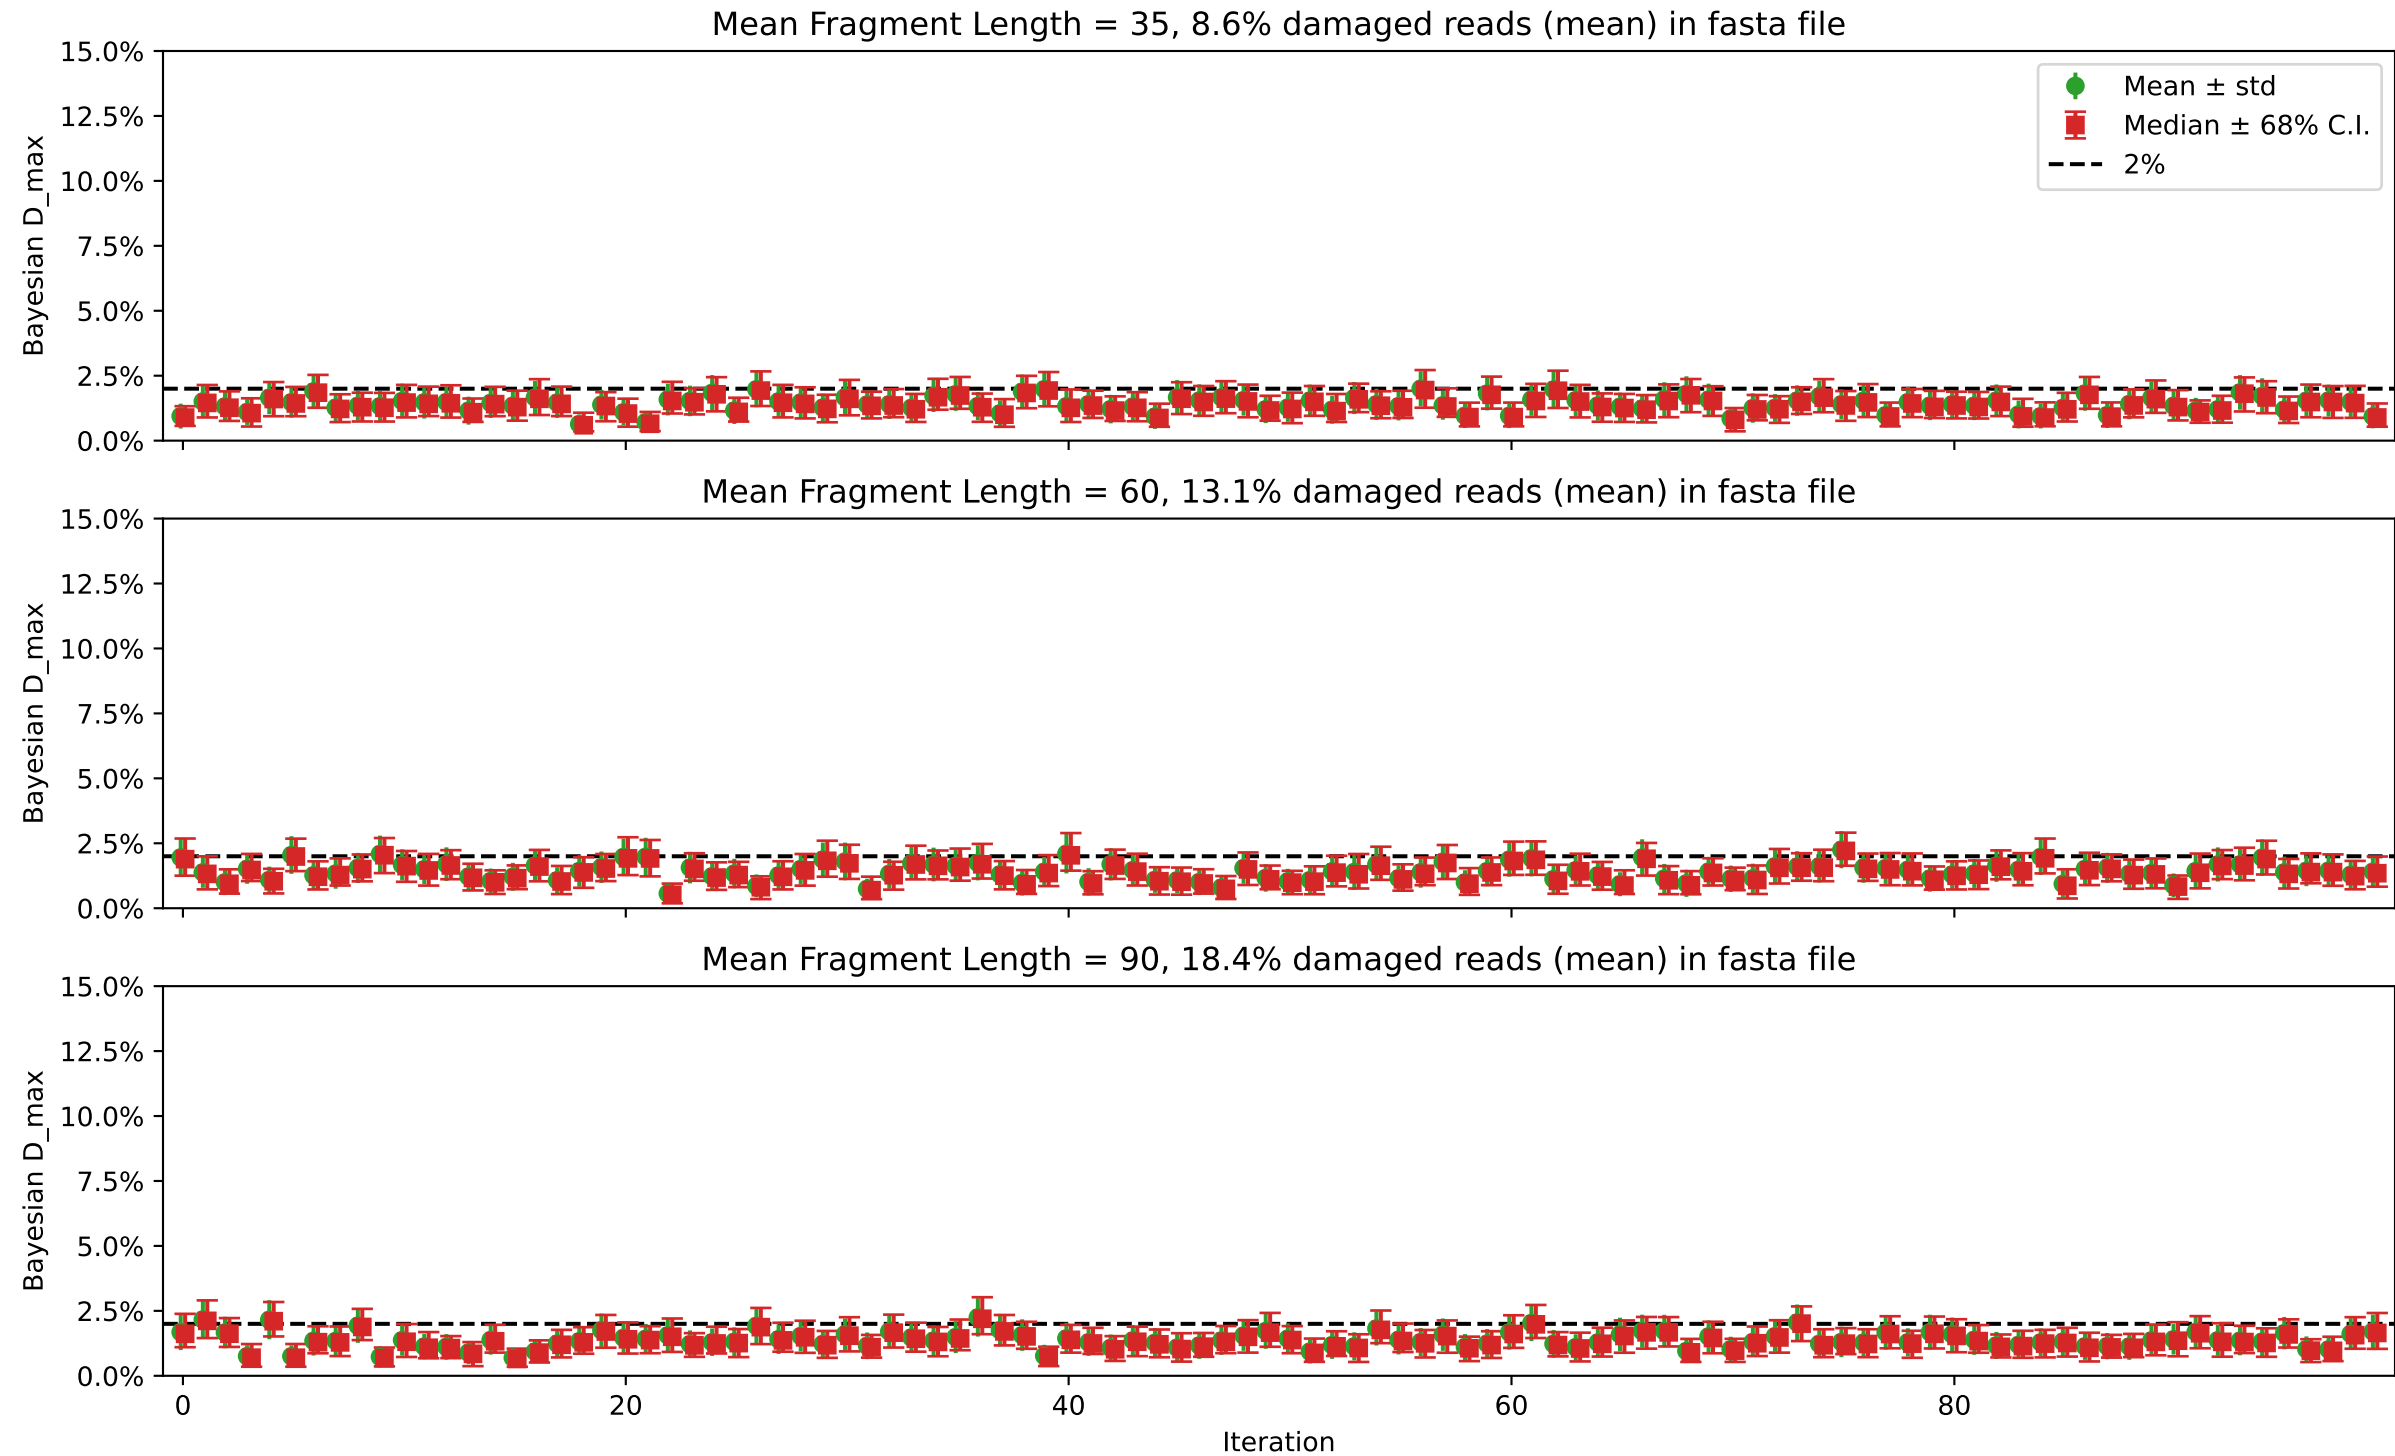 Mean Fragment Length = 35, 8.6% damaged reads (mean) in fasta file
15.0%
12.5%
10.0%
7.5%
5.0%
2.5%
0.0%
Bayesian D_max
Mean ± std
Median ± 68% C.I.
2%
Mean Fragment Length = 60, 13.1% damaged reads (mean) in fasta file
15.0%
12.5%
10.0%
7.5%
5.0%
2.5%
0.0%
Bayesian D_max
Mean Fragment Length = 90, 18.4% damaged reads (mean) in fasta file
15.0%
12.5%
10.0%
7.5%
5.0%
2.5%
0.0%
Bayesian D_max
0 20 40 60 80
Iteration